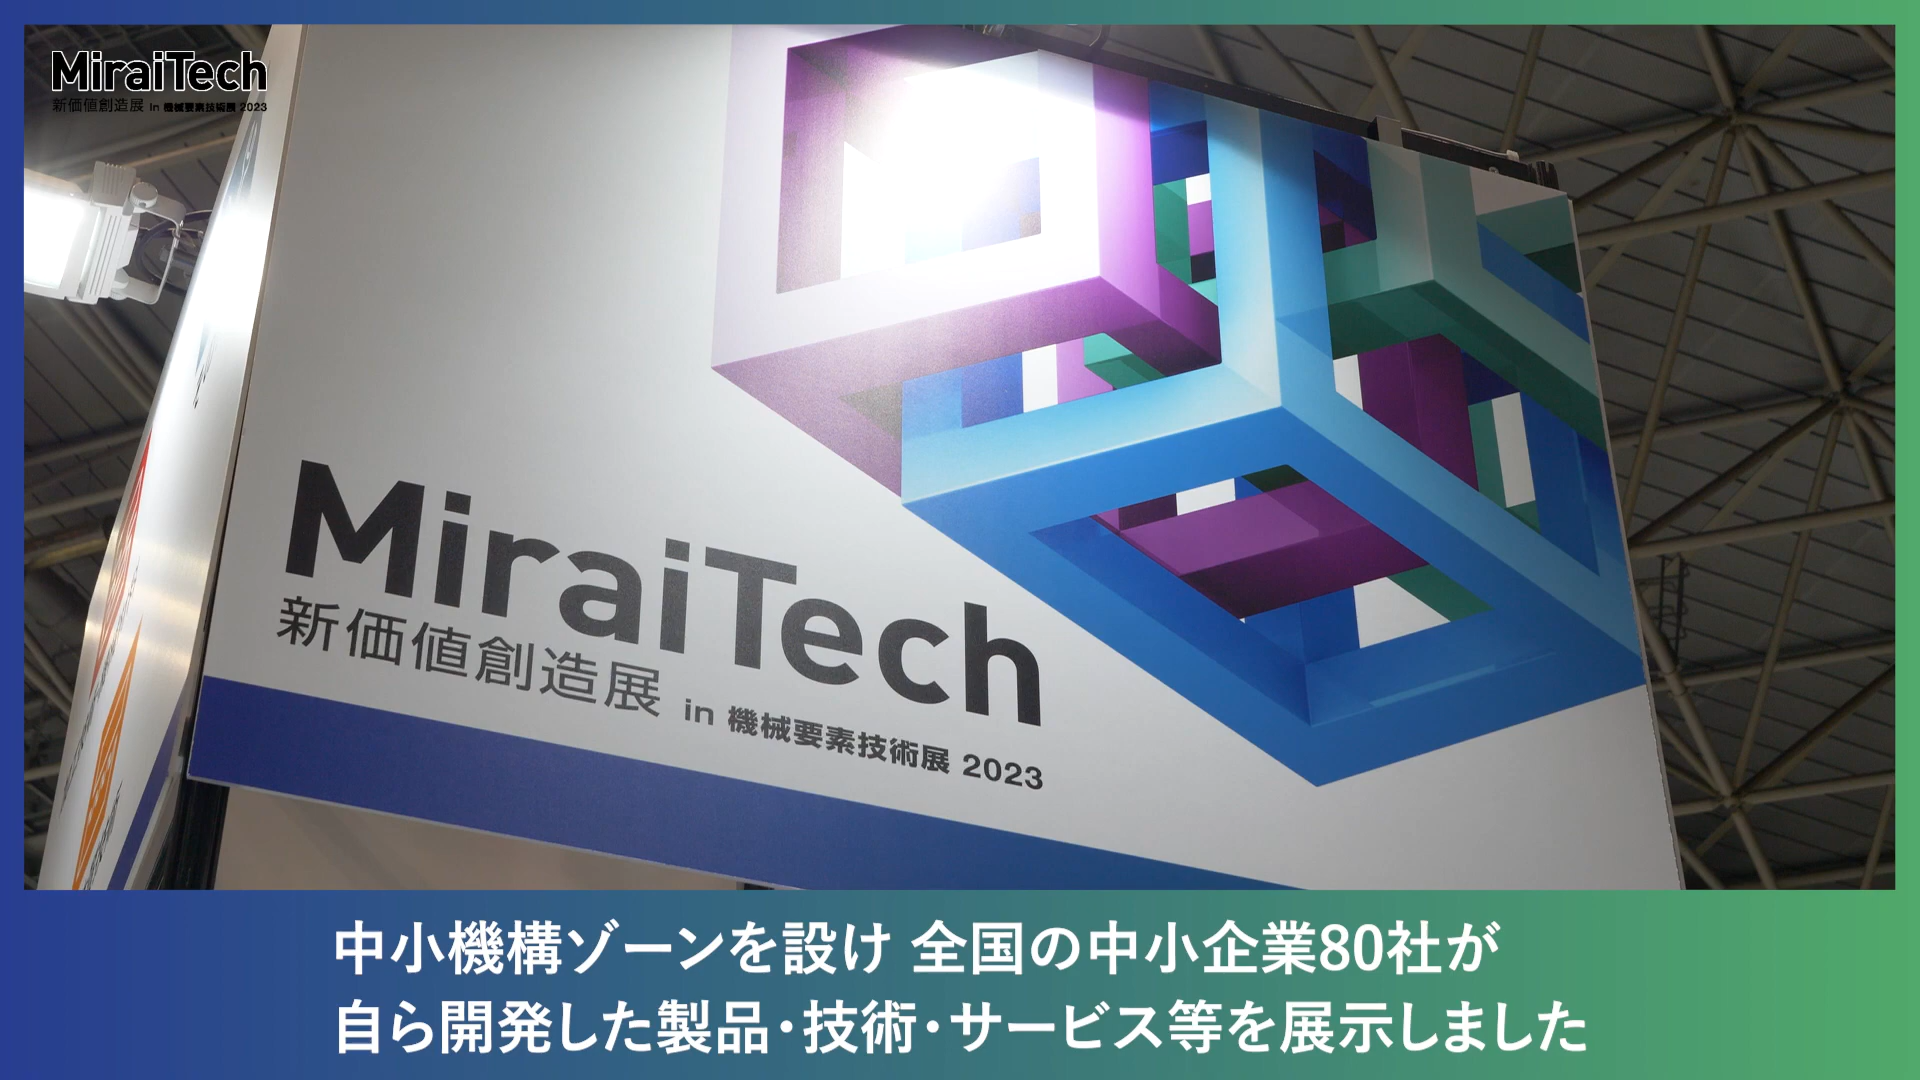 MiraiTech
新価値創造展 in 機械要素技術展 2023
MiraiTech
新価値創造展 in 機械要素技術展 2023
中小機構ゾーンを設け 全国の中小企業80社が
自ら開発した製品・技術・サービス等を展示しました